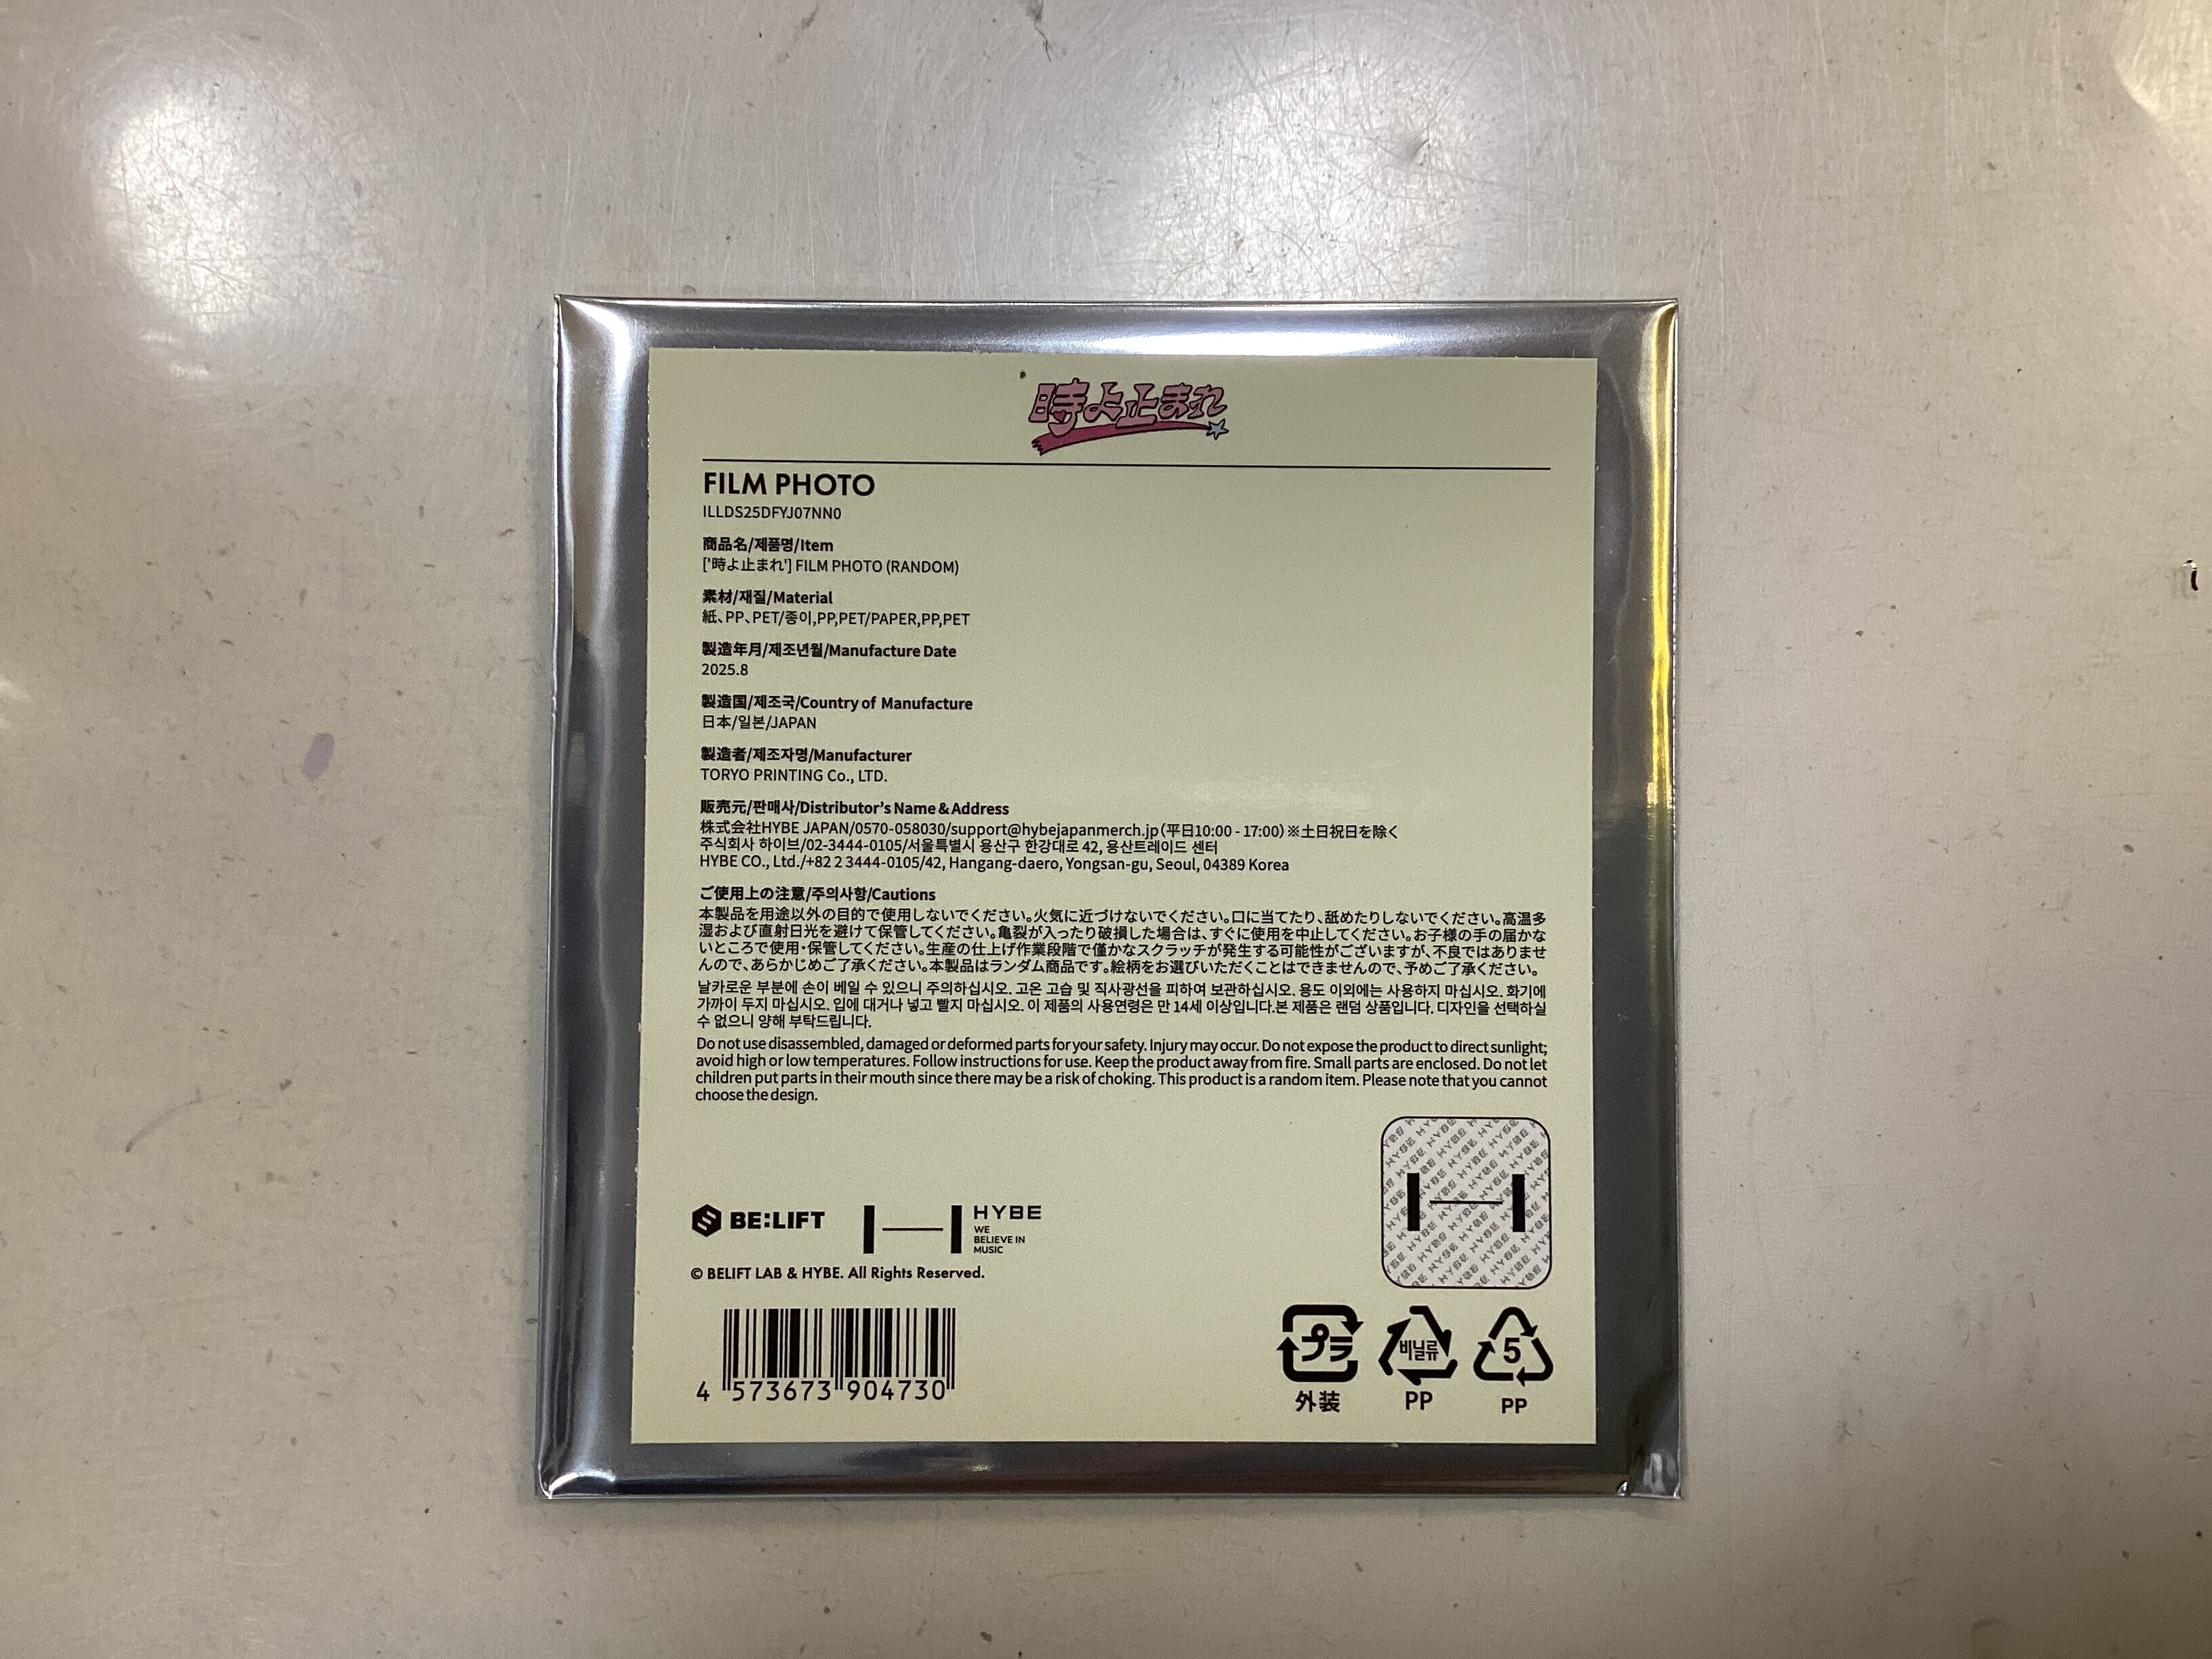 時よ止まれ
FILM PHOTO
ILLDS25DFYJ07NN0
商品名/제품명/Item
['時よ止まれ'] FILM PHOTO (RANDOM)
素材/재질/Material
紙、PP、PET/종이,PP,PET/PAPER,PP,PET
製造年月/제조년월/Manufacture Date
2025.8
製造国/제조국/Country of Manufacture
日本/일본/JAPAN
製造者/제조자명/Manufacturer
TORYO PRINTING Co., LTD.
販売元/판매사/Distributor's Name & Address
株式会社HYBE JAPAN/0570-058030/support@hybejapanmerch.jp（平日10:00 - 17:00）※土日祝日を除く
주식회사 하이브/02-3444-0105/서울특별시 용산구 한강대로 42, 용산트레이드 센터
HYBE CO., Ltd./+82 2 3444-0105/42, Hangang-daero, Yongsan-gu, Seoul, 04389 Korea
ご使用上の注意/주의사항/Cautions
本製品を用途以外の目的で使用しないでください。火気に近づけないでください。口に当てたり、舐めたりしないでください。高温多
湿および直射日光を避けて保管してください。亀裂が入ったり破損した場合は、すぐに使用を中止してください。お子様の手の届かな
いところで使用・保管してください。生産の仕上げ作業段階で僅かなスクラッチが発生する可能性がございますが、不良ではありませ
んので、あらかじめご了承ください。本製品はランダム商品です。絵柄をお選びいただくことはできませんので、予めご了承ください。
날카로운 부분에 손이 베일 수 있으니 주의하십시오. 고온 고습 및 직사광선을 피하여 보관하십시오. 용도 이외에는 사용하지 마십시오. 화기에
가까이 두지 마십시오. 입에 대거나 넣고 빨지 마십시오. 이 제품의 사용연령은 만 14세 이상입니다.본 제품은 랜덤 상품입니다. 디자인을 선택하실
수 없으니 양해 부탁드립니다.
Do not use disassembled, damaged or deformed parts for your safety. Injury may occur. Do not expose the product to direct sunlight;
avoid high or low temperatures. Follow instructions for use. Keep the product away from fire. Small parts are enclosed. Do not let
children put parts in their mouth since there may be a risk of choking. This product is a random item. Please note that you cannot
choose the design.
BE:LIFT
HYBE
WE
BELIEVE IN
MUSIC
© BELIFT LAB & HYBE. All Rights Reserved.
4 573673 904730
プラ
外装
비닐류
PP
5
PP